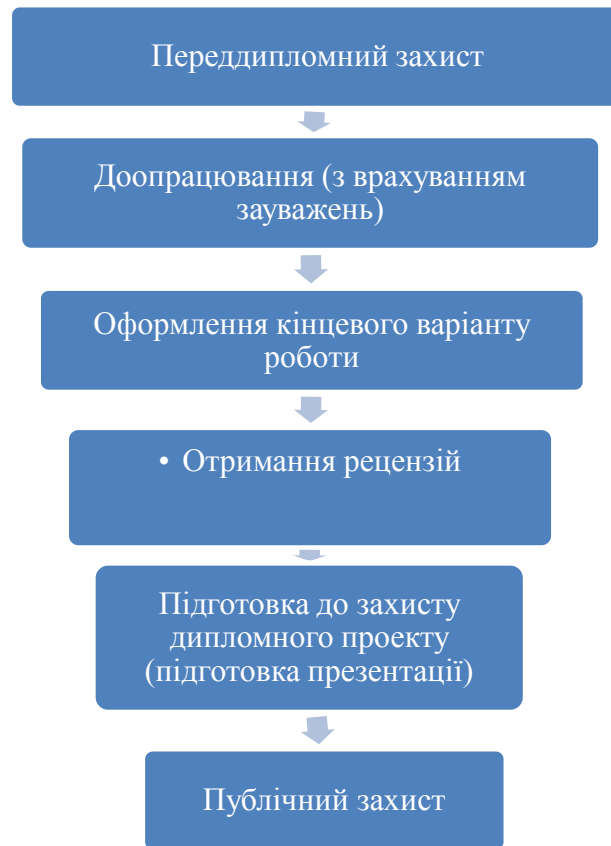 Переддипломний захист
Доопрацювання (з врахуванням
зауважень)
Оформлення кінцевого варіанту
роботи
• Отримання рецензій
Підготовка до захисту
дипломного проекту
(підготовка презентації)
Публічний захист